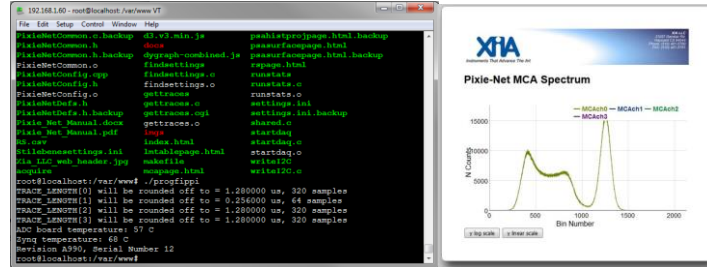 192.168.1.60 - root@localhost: /var/www VT
File Edit Setup Control Window Help
PixieNetCommon.c.backup d3.v3.min.js psahistprojpage.html.backup
PixieNetCommon.h docs psasurfacepage.html
PixieNetCommon.h.backup dygraph-combined.js psasurfacepage.html.backup
PixieNetCommon.o findsettings rspage.html
PixieNetConfig.cpp findsettings.c runstats
PixieNetConfig.h findsettings.o runstats.c
PixieNetConfig.o gettraces runstats.o
PixieNetDefs.h gettraces.c settings.ini
PixieNetDefs.h.backup gettraces.cgi settings.ini.backup
Pixie_Net_Manual.docx gettraces.o shared.c
Pixie_Net_Manual.pdf imgs startdaq
RS.csv index.html startdaq.c
Stilbenesettings.ini lmtablepage.html startdaq.o
Xia_LLC_web_header.jpg makefile writeI2C
acquire mcapage.html writeI2C.c
root@localhost:/var/www# ./progfippi
TRACE_LENGTH[0] will be rounded off to = 1.280000 us, 320 samples
TRACE_LENGTH[1] will be rounded off to = 0.256000 us, 64 samples
TRACE_LENGTH[2] will be rounded off to = 1.280000 us, 320 samples
TRACE_LENGTH[3] will be rounded off to = 1.280000 us, 320 samples
ADC board temperature: 57 C
Zynq temperature: 68 C
Revision A990, Serial Number 12
root@localhost:/var/www#
XIA
Instruments That Advance The Art
Pixie-Net MCA Spectrum
MCAch0 MCAch1 MCAch2
MCAch3
15000
10000
5000
0
N Counts
0 500 1000 1500 2000
Bin Number
y log scale y linear scale